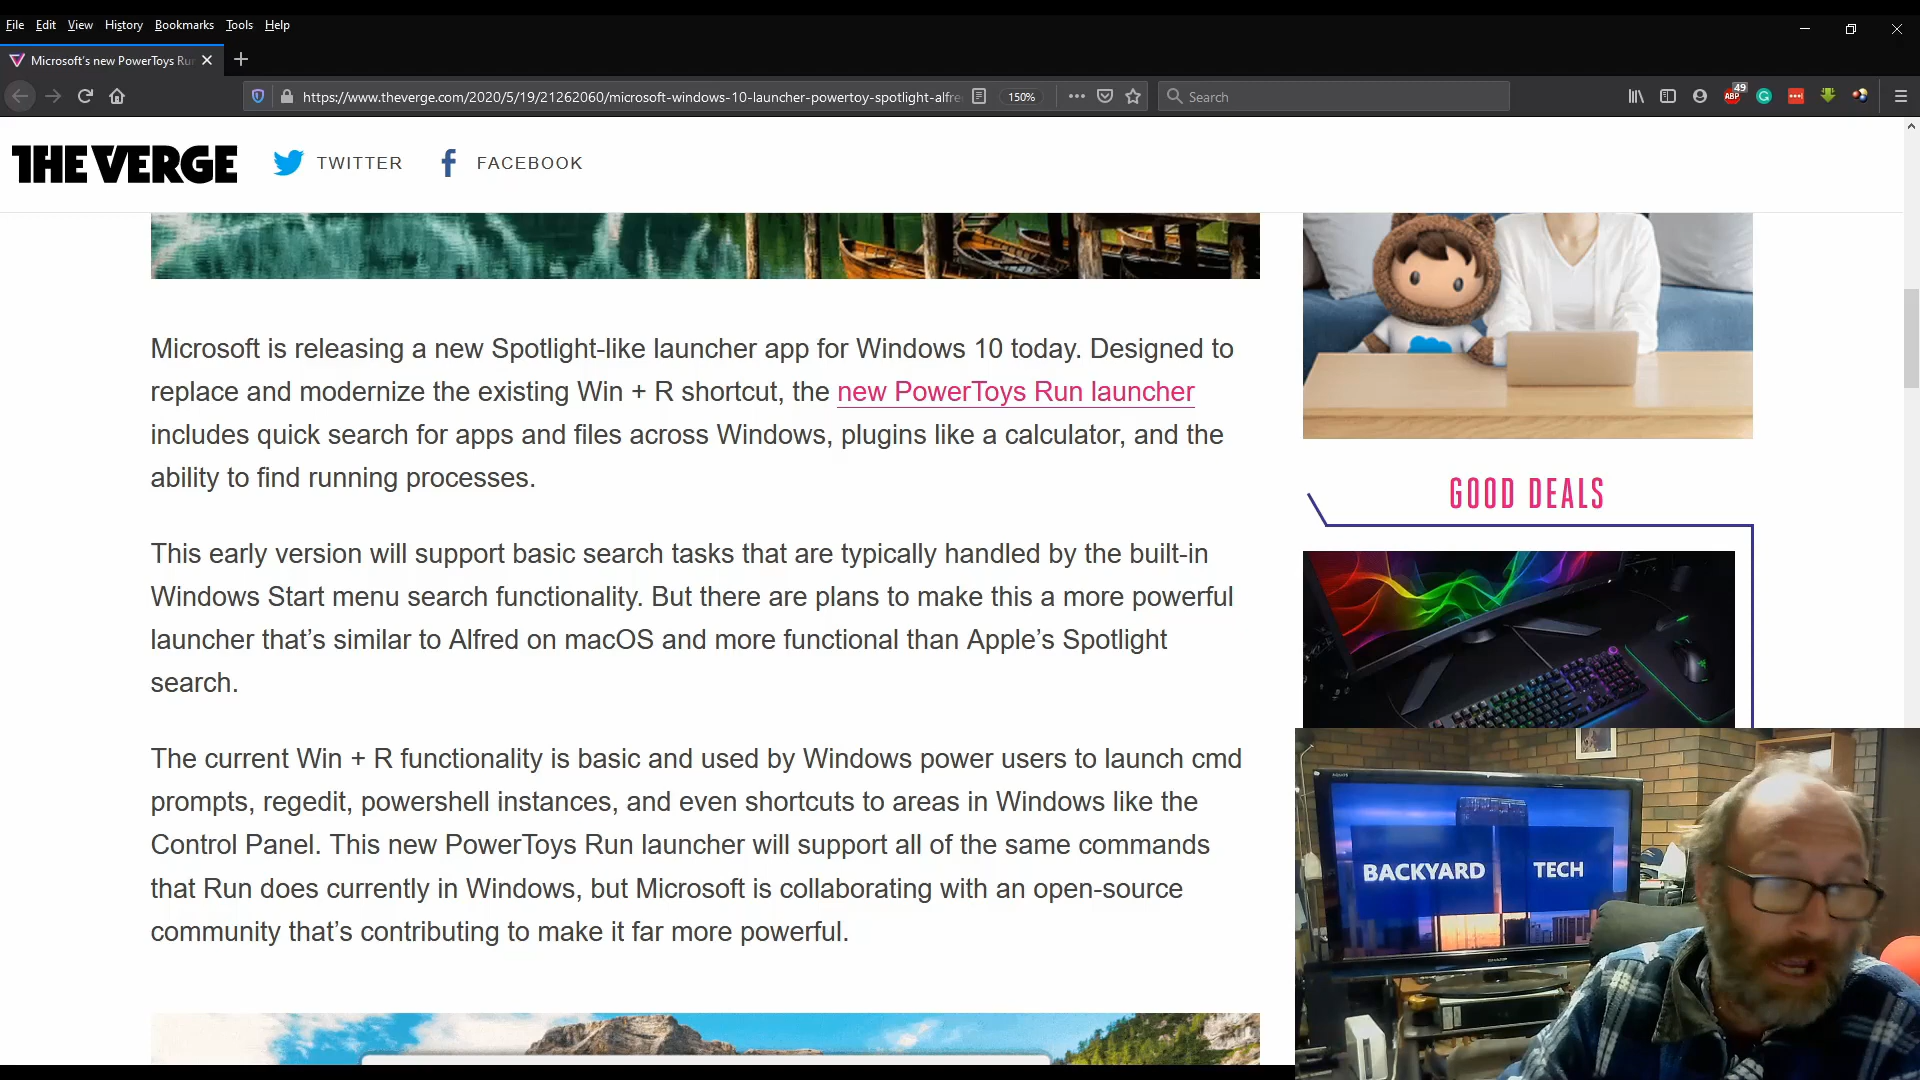 File Edit View History Bookmarks Tools Help
Microsoft's new PowerToys Ru
https://www.theverge.com/2020/5/19/21262060/microsoft-windows-10-launcher-powertoy-spotlight-alfre
150%
Search
ABP
49
THE VERGE
TWITTER
FACEBOOK
Microsoft is releasing a new Spotlight-like launcher app for Windows 10 today. Designed to
replace and modernize the existing Win + R shortcut, the new PowerToys Run launcher
includes quick search for apps and files across Windows, plugins like a calculator, and the
ability to find running processes.
This early version will support basic search tasks that are typically handled by the built-in
Windows Start menu search functionality. But there are plans to make this a more powerful
launcher that’s similar to Alfred on macOS and more functional than Apple’s Spotlight
search.
The current Win + R functionality is basic and used by Windows power users to launch cmd
prompts, regedit, powershell instances, and even shortcuts to areas in Windows like the
Control Panel. This new PowerToys Run launcher will support all of the same commands
that Run does currently in Windows, but Microsoft is collaborating with an open-source
community that’s contributing to make it far more powerful.
GOOD DEALS
BACKYARD TECH